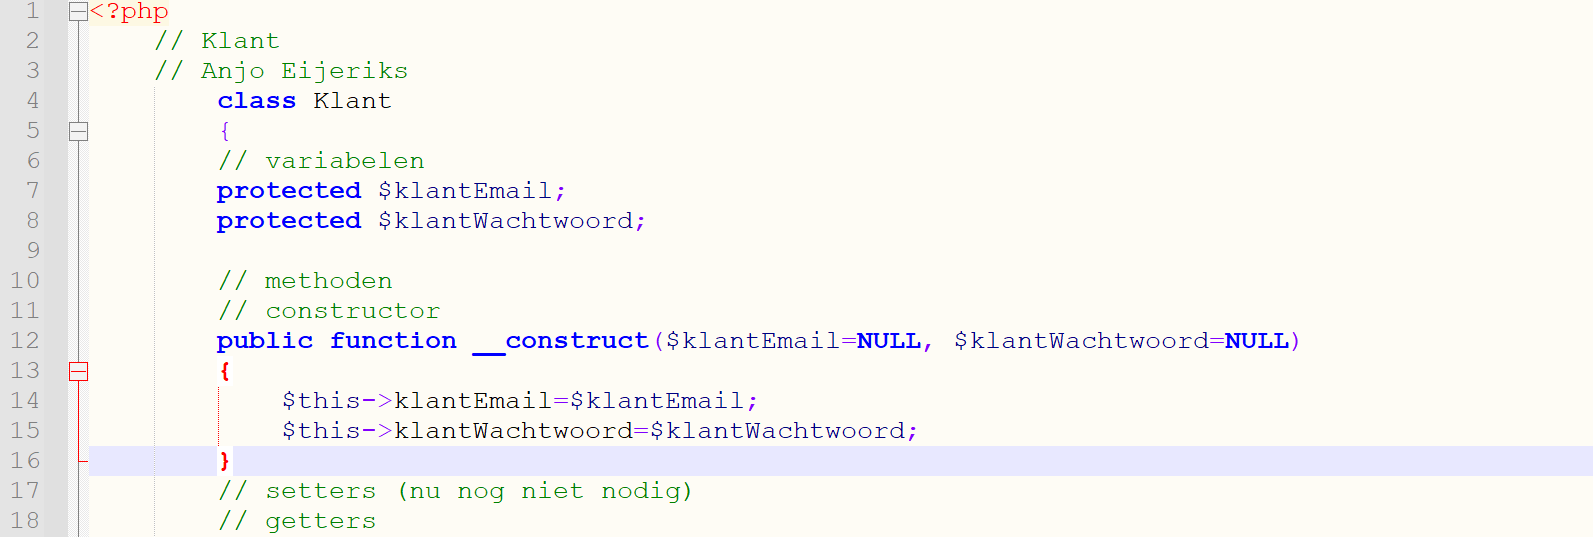 1 <?php
2 // Klant
3 // Anjo Eijeriks
4 class Klant
5 {
6 // variabelen
7 protected $klantEmail;
8 protected $klantWachtwoord;
9
10 // methoden
11 // constructor
12 public function __construct($klantEmail=NULL, $klantWachtwoord=NULL)
13 {
14 $this->klantEmail=$klantEmail;
15 $this->klantWachtwoord=$klantWachtwoord;
16 }
17 // setters (nu nog niet nodig)
18 // getters